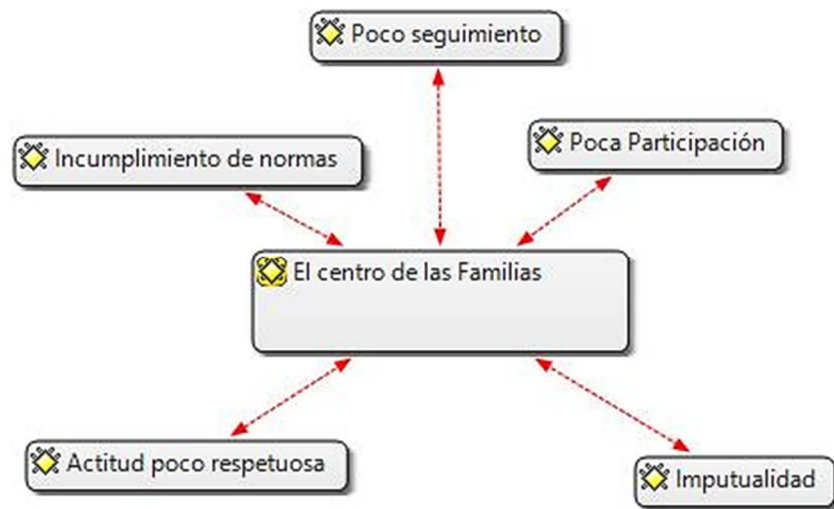 Poco seguimiento
Poca Participación
Incumplimiento de normas
El centro de las Familias
Actitud poco respetuosa
Imputualidad